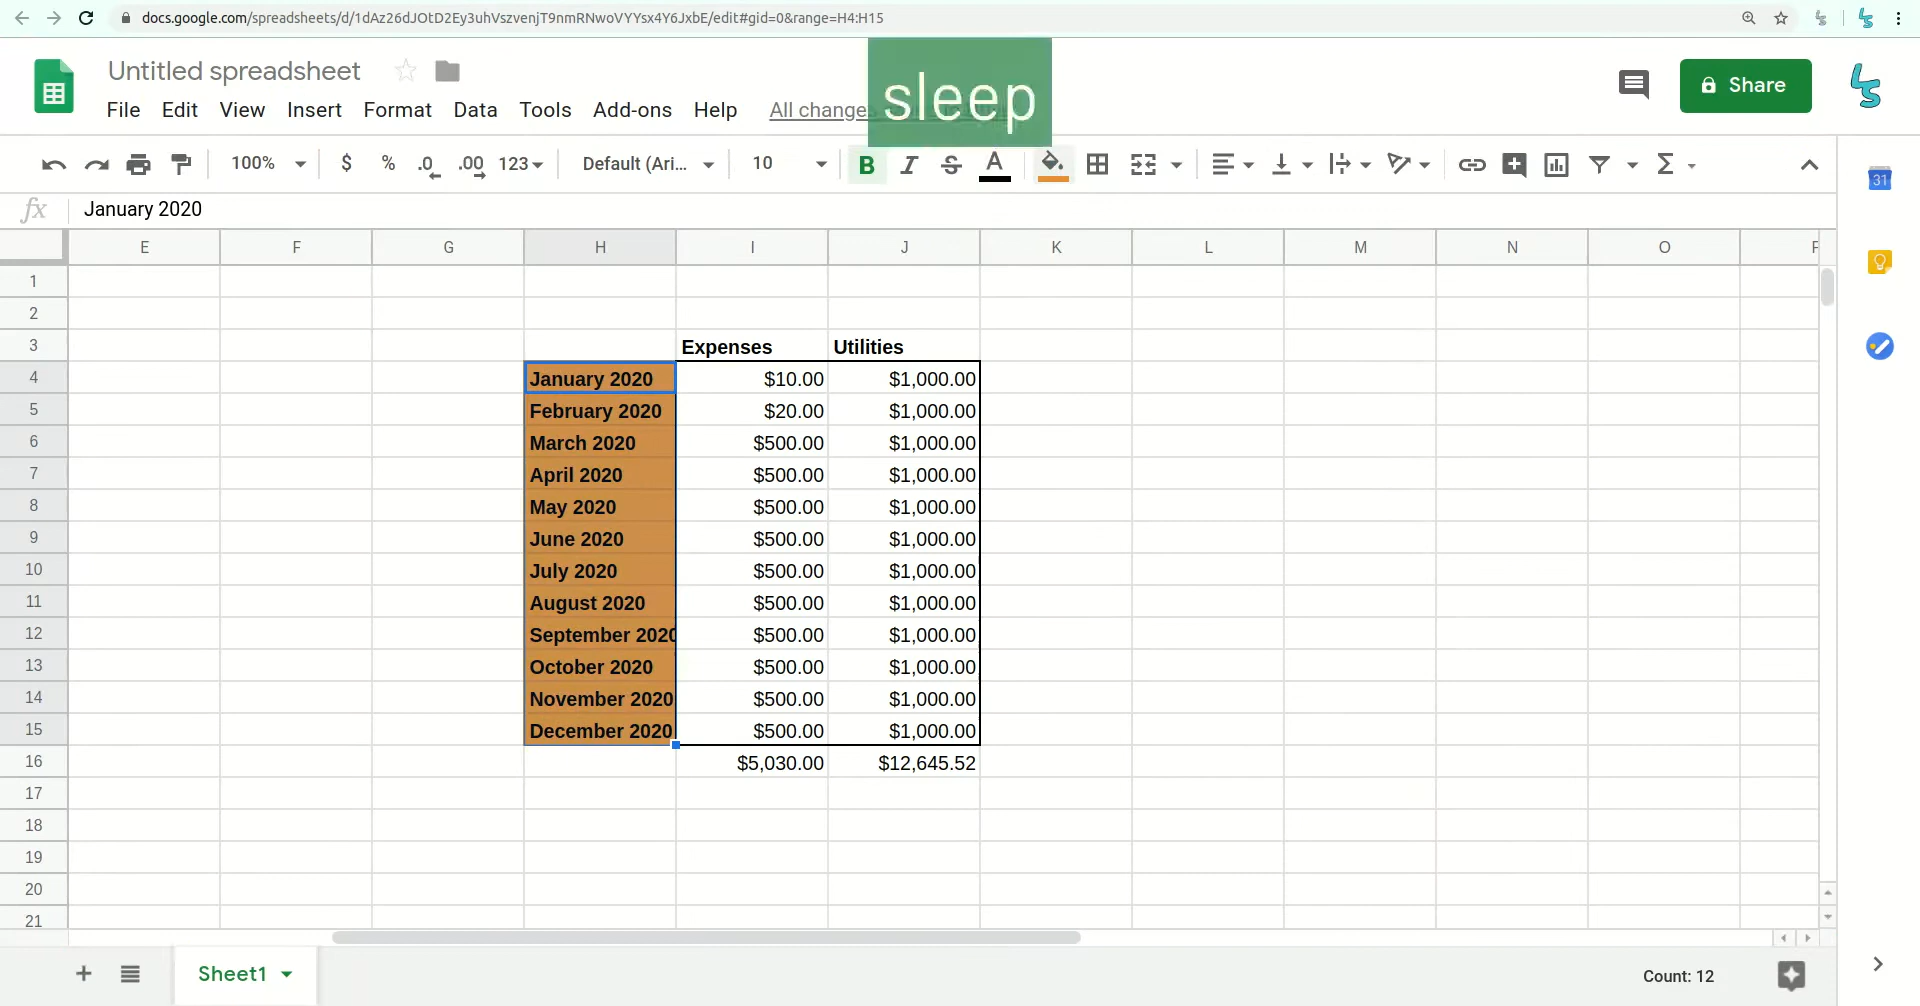 docs.google.com/spreadsheets/d/1dAz26dJOtD2Ey3uhVszvenjT9nmRNwoVYYsx4Y6JxbE/edit#gid=0&range=H4:H15
Untitled spreadsheet
sleep
File Edit View Insert Format Data Tools Add-ons Help All change
Share
100% $ % .0 .00 123 Default (Ari... 10 B I S A Σ
31
fx January 2020
E F G H I J K L M N O
1
2
3 Expenses Utilities
4 January 2020 $10.00 $1,000.00
5 February 2020 $20.00 $1,000.00
6 March 2020 $500.00 $1,000.00
7 April 2020 $500.00 $1,000.00
8 May 2020 $500.00 $1,000.00
9 June 2020 $500.00 $1,000.00
10 July 2020 $500.00 $1,000.00
11 August 2020 $500.00 $1,000.00
12 September 2020 $500.00 $1,000.00
13 October 2020 $500.00 $1,000.00
14 November 2020 $500.00 $1,000.00
15 December 2020 $500.00 $1,000.00
16 $5,030.00 $12,645.52
17
18
19
20
21
Sheet1 Count: 12